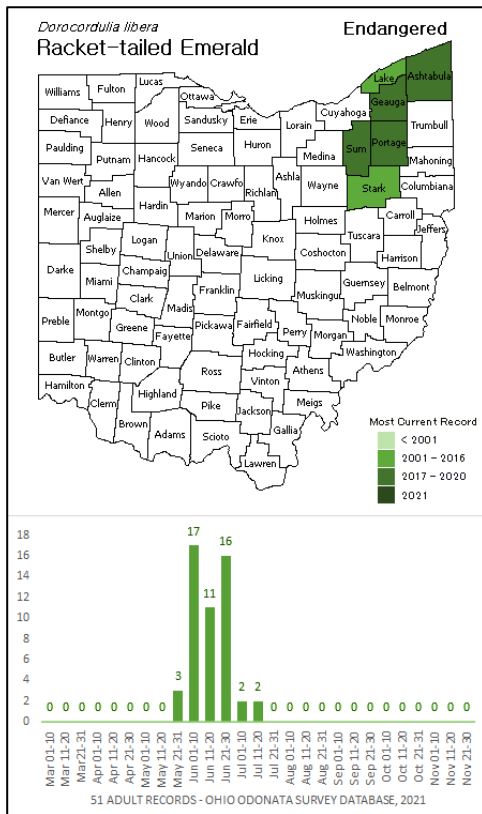 Dorocordulia libera
Racket-tailed Emerald
Endangered
Williams
Fulton
Lucas
Ottawa
Lake
Ashtabula
Geauga
Defiance
Henry
Wood
Sandusky
Erie
Lorain
Cuyahoga
Trumbull
Paulding
Putnam
Hancock
Seneca
Huron
Medina
Sum
Portage
Mahoning
Van Wert
Allen
Wyando
Crawfo
Richlan
Ashla
Wayne
Stark
Columbiana
Mercer
Auglaize
Hardin
Marion
Morro
Holmes
Carroll
Jeffers
Shelby
Logan
Union
Delaware
Knox
Coshocton
Tuscara
Harrison
Darke
Miami
Champaig
Clark
Madis
Franklin
Licking
Muskingu
Guernsey
Belmont
Preble
Montgo
Greene
Fayette
Pickawa
Fairfield
Perry
Morgan
Noble
Monroe
Washington
Butler
Warren
Clinton
Ross
Hocking
Athens
Hamilton
Clerm
Highland
Vinton
Meigs
Brown
Adams
Pike
Scioto
Jackson
Gallia
Lawren
Most Current Record
< 2001
2001 - 2016
2017 - 2020
2021
18
16
14
12
10
8
6
4
2
0
0
0
0
0
0
0
0
0
3
17
11
16
2
2
0
0
0
0
0
0
0
0
0
0
0
0
0
Mar 01-10
Mar 11-20
Mar 21-31
Apr 01-10
Apr 11-20
Apr 21-30
May 01-10
May 11-20
May 21-31
Jun 01-10
Jun 11-20
Jun 21-30
Jul 01-10
Jul 11-20
Jul 21-31
Aug 01-10
Aug 11-20
Aug 21-31
Sep 01-10
Sep 11-20
Sep 21-30
Oct 01-10
Oct 11-20
Oct 21-31
Nov 01-10
Nov 11-20
Nov 21-30
51 ADULT RECORDS - OHIO ODONATA SURVEY DATABASE, 2021